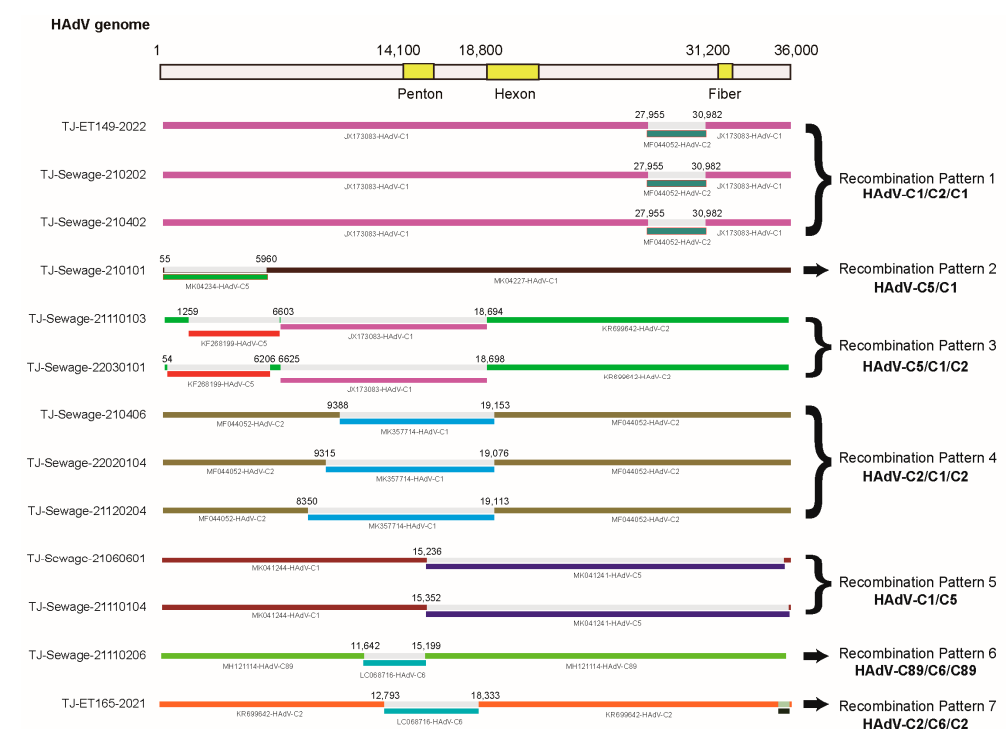 HAdV genome
1 14,100 18,800 31,200 36,000
Penton Hexon Fiber
TJ-ET149-2022 27,955 30,982
JX173083-HAdV-C1 MF044052-HAdV-C2 JX173083-HAdV-C1
TJ-Sewage-210202 27,955 30,982
JX173083-HAdV-C1 MF044052-HAdV-C2 JX173083-HAdV-C1
Recombination Pattern 1
HAdV-C1/C2/C1
TJ-Sewage-210402 27,955 30,982
JX173083-HAdV-C1 MF044052-HAdV-C2 JX173083-HAdV-C1
TJ-Sewage-210101 55 5960
MK04234-HAdV-C5 MK04227-HAdV-C1
Recombination Pattern 2
HAdV-C5/C1
TJ-Sewage-21110103 1259 6603 18,694
KF268199-HAdV-C5 JX173083-HAdV-C1 KR699642-HAdV-C2
Recombination Pattern 3
HAdV-C5/C1/C2
TJ-Sewage-22030101 54 6206 6625 18,698
KF268199-HAdV-C5 JX173083-HAdV-C1 KR699642-HAdV-C2
TJ-Sewage-210406 9388 19,153
MF044052-HAdV-C2 MK357714-HAdV-C1 MF044052-HAdV-C2
TJ-Sewage-22020104 9315 19,076
MF044052-HAdV-C2 MK357714-HAdV-C1 MF044052-HAdV-C2
Recombination Pattern 4
HAdV-C2/C1/C2
TJ-Sewage-21120204 8350 19,113
MF044052-HAdV-C2 MK357714-HAdV-C1 MF044052-HAdV-C2
TJ-Sewage-21060601 15,236
MK041244-HAdV-C1 MK041241-HAdV-C5
Recombination Pattern 5
HAdV-C1/C5
TJ-Sewage-21110104 15,352
MK041244-HAdV-C1 MK041241-HAdV-C5
TJ-Sewage-21110206 11,642 15,199
MH121114-HAdV-C89 LC068716-HAdV-C6 MH121114-HAdV-C89
Recombination Pattern 6
HAdV-C89/C6/C89
TJ-ET165-2021 12,793 18,333
KR699642-HAdV-C2 LC068716-HAdV-C6 KR699642-HAdV-C2
Recombination Pattern 7
HAdV-C2/C6/C2